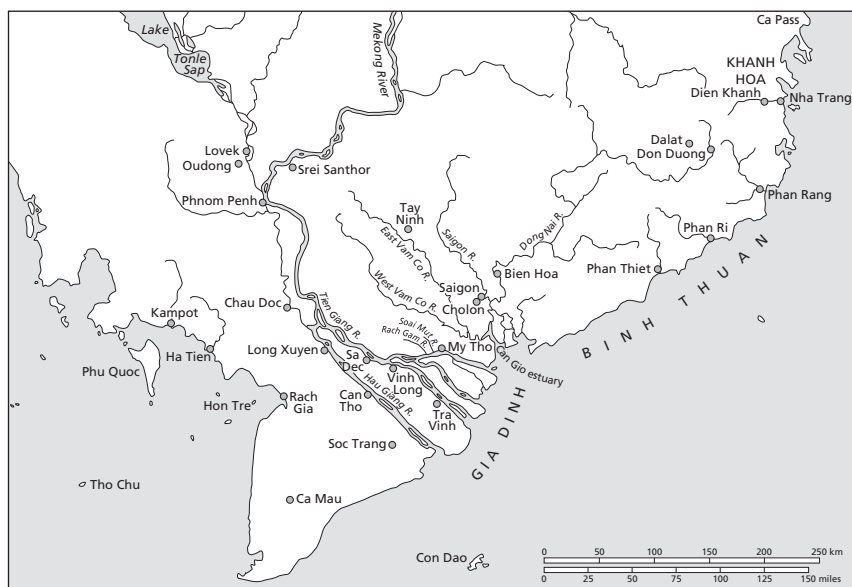 Ca Pass
Lake
Tonle
Sap
Mekong River
KHANH
HOA
Dien Khanh
Nha Trang
Dalat
Don Duong
Lovek
Oudong
Srei Santhor
Phnom Penh
Phan Rang
Tay
Ninh
Saigon R.
Dong Nai R.
East Vam Co R.
Phan Ri
Bien Hoa
Phan Thiet
West Vam Co R.
Saigon
Cholon
Kampot
Chau Doc
Tien Giang R.
BINH THUAN
Soai Mut R.
Rach Gam R.
My Tho
Can Gio estuary
Ha Tien
Long Xuyen
Sa
Dec
Phu Quoc
Vinh
Long
Hau Giang R.
Hon Tre
Rach
Gia
Can
Tho
Tra
Vinh
GIA DINH
Soc Trang
Tho Chu
Ca Mau
Con Dao
0 50 100 150 200 250 km
0 25 50 75 100 125 150 miles